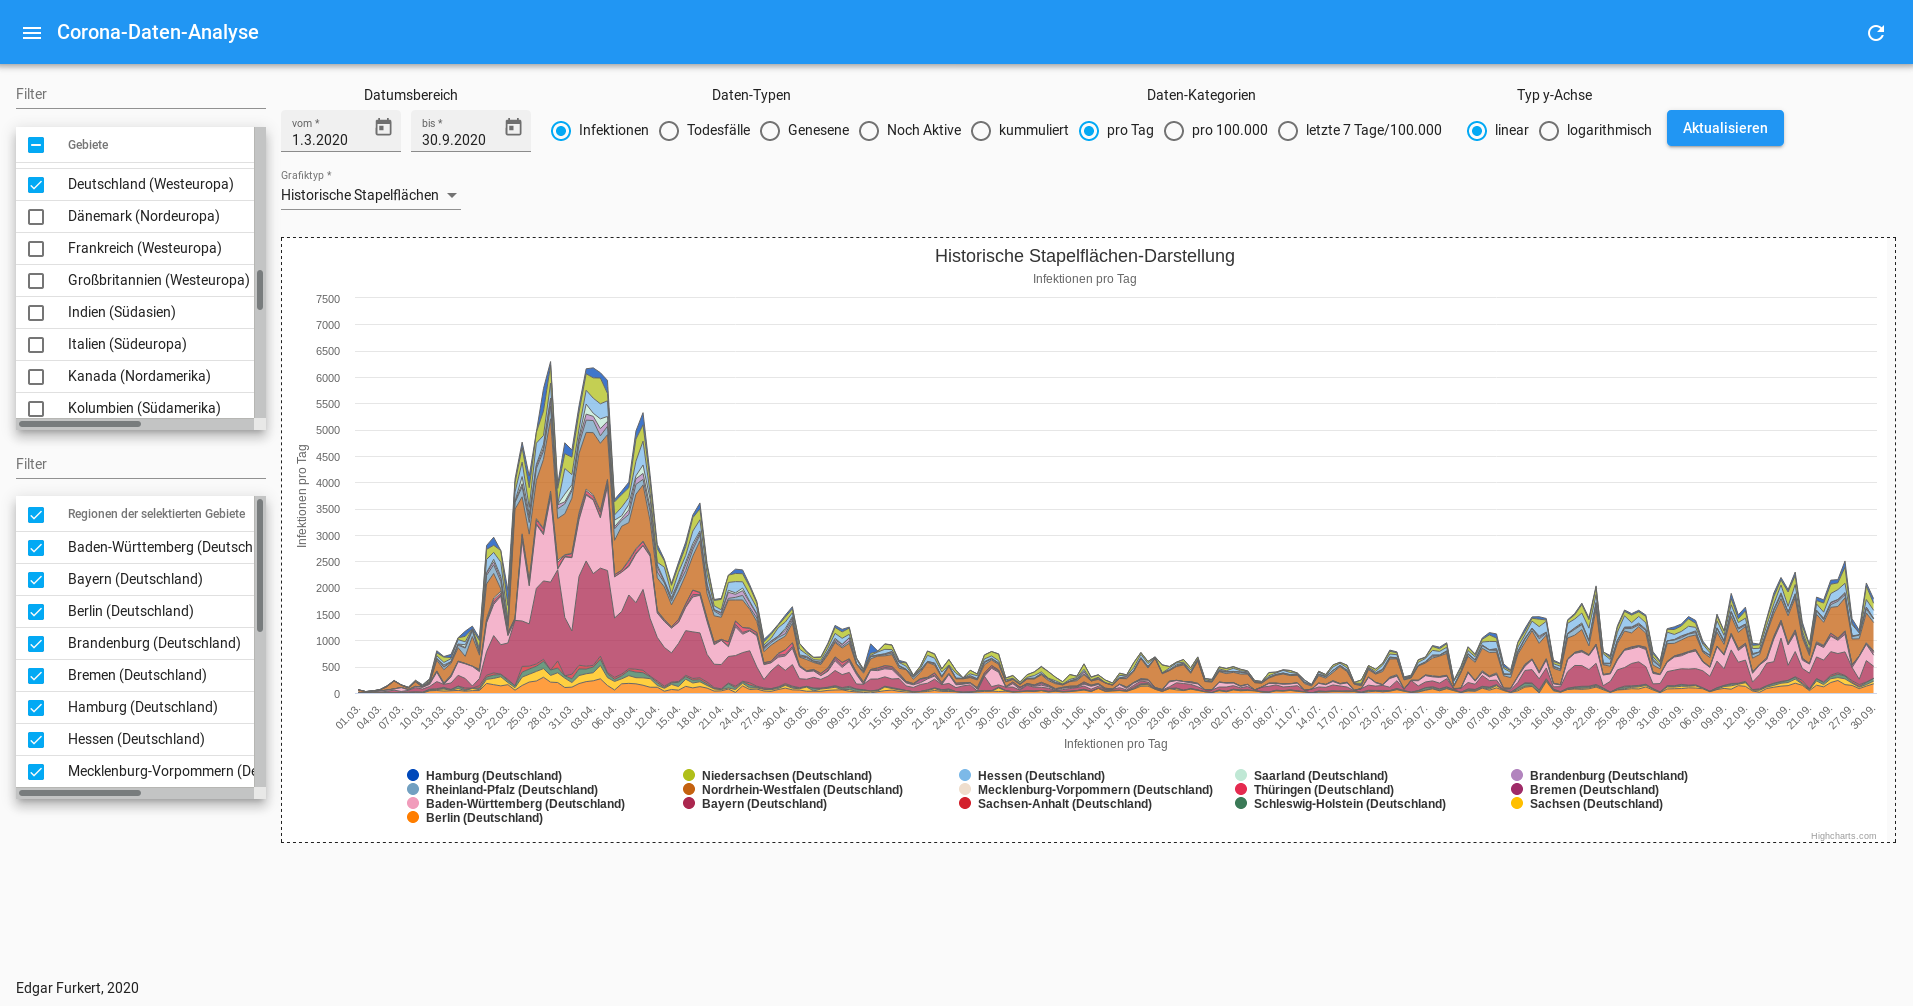 Corona-Daten-Analyse
Filter
Gebiete
Deutschland (Westeuropa)
Dänemark (Nordeuropa)
Frankreich (Westeuropa)
Großbritannien (Westeuropa)
Indien (Südasien)
Italien (Südeuropa)
Kanada (Nordamerika)
Kolumbien (Südamerika)
Filter
Regionen der selektierten Gebiete
Baden-Württemberg (Deutsch
Bayern (Deutschland)
Berlin (Deutschland)
Brandenburg (Deutschland)
Bremen (Deutschland)
Hamburg (Deutschland)
Hessen (Deutschland)
Mecklenburg-Vorpommern (De
Datumsbereich
vom *
1.3.2020
bis *
30.9.2020
Daten-Typen
Infektionen Todesfälle Genesene Noch Aktive
Daten-Kategorien
kummuliert pro Tag pro 100.000 letzte 7 Tage/100.000
Typ y-Achse
linear logarithmisch
Aktualisieren
Grafiktyp *
Historische Stapelflächen
Historische Stapelflächen-Darstellung
Infektionen pro Tag
Infektionen pro Tag
7500
7000
6500
6000
5500
5000
4500
4000
3500
3000
2500
2000
1500
1000
500
0
01.03. 04.03. 07.03. 10.03. 13.03. 16.03. 19.03. 22.03. 25.03. 28.03. 31.03. 03.04. 06.04. 09.04. 12.04. 15.04. 18.04. 21.04. 24.04. 27.04. 30.04. 03.05. 06.05. 09.05. 12.05. 15.05. 18.05. 21.05. 24.05. 27.05. 30.05. 02.06. 05.06. 08.06. 11.06. 14.06. 17.06. 20.06. 23.06. 26.06. 29.06. 02.07. 05.07. 08.07. 11.07. 14.07. 17.07. 20.07. 23.07. 26.07. 29.07. 01.08. 04.08. 07.08. 10.08. 13.08. 16.08. 19.08. 22.08. 25.08. 28.08. 31.08. 03.09. 06.09. 09.09. 12.09. 15.09. 18.09. 21.09. 24.09. 27.09. 30.09.
Infektionen pro Tag
Hamburg (Deutschland) Niedersachsen (Deutschland) Hessen (Deutschland) Saarland (Deutschland) Brandenburg (Deutschland)
Rheinland-Pfalz (Deutschland) Nordrhein-Westfalen (Deutschland) Mecklenburg-Vorpommern (Deutschland) Thüringen (Deutschland) Bremen (Deutschland)
Baden-Württemberg (Deutschland) Bayern (Deutschland) Sachsen-Anhalt (Deutschland) Schleswig-Holstein (Deutschland) Sachsen (Deutschland)
Berlin (Deutschland)
Highcharts.com
Edgar Furkert, 2020